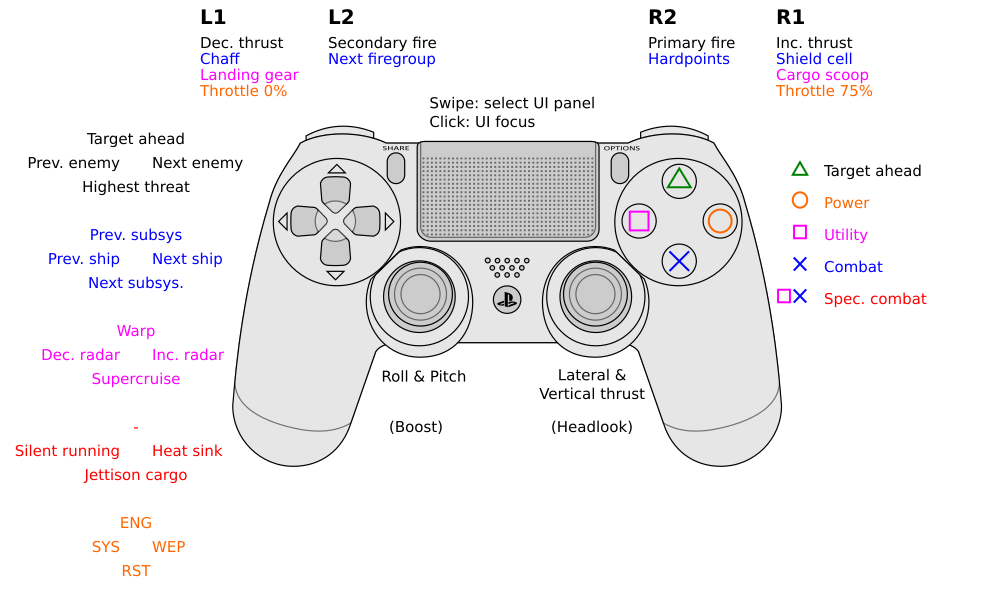 L1
Dec. thrust
Chaff
Landing gear
Throttle 0%
L2
Secondary fire
Next firegroup
R2
Primary fire
Hardpoints
R1
Inc. thrust
Shield cell
Cargo scoop
Throttle 75%
Swipe: select UI panel
Click: UI focus
SHARE
OPTIONS
Target ahead
Prev. enemy Next enemy
Highest threat
Prev. subsys
Prev. ship Next ship
Next subsys.
Warp
Dec. radar Inc. radar
Supercruise
-
Silent running Heat sink
Jettison cargo
ENG
SYS WEP
RST
Roll & Pitch
(Boost)
Lateral &
Vertical thrust
(Headlook)
Target ahead
Power
Utility
Combat
Spec. combat